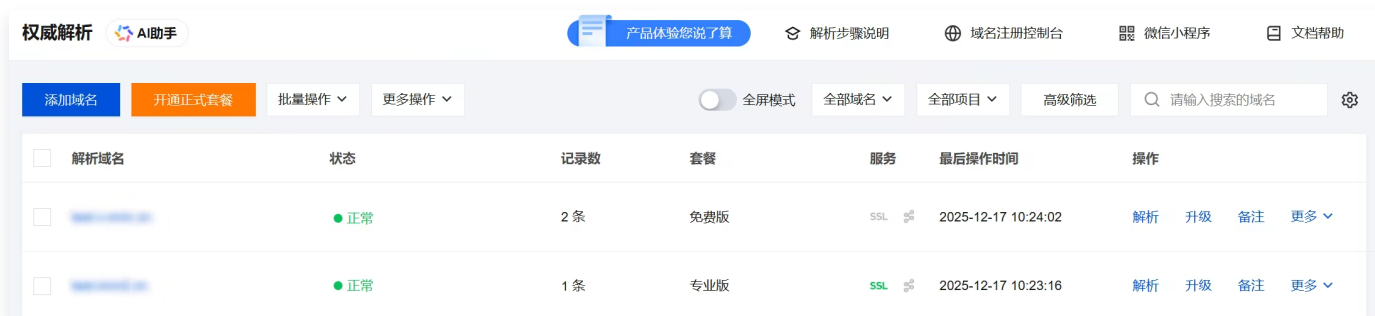 权威解析 AI助手 产品体验您说了算 解析步骤说明 域名注册控制台 微信小程序 文档帮助
添加域名 开通正式套餐 批量操作 更多操作 全屏模式 全部域名 全部项目 高级筛选 请输入搜索的域名
解析域名 状态 记录数 套餐 服务 最后操作时间 操作
正常 2 条 免费版 SSL 2025-12-17 10:24:02 解析 升级 备注 更多
正常 1 条 专业版 SSL 2025-12-17 10:23:16 解析 升级 备注 更多